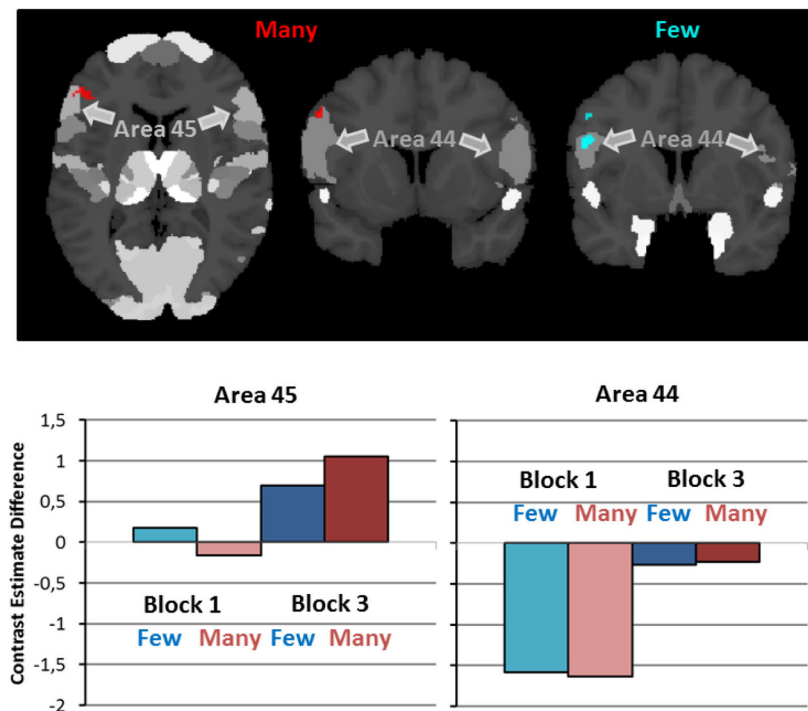 Many
Few
Area 45
Area 44
Area 44
Area 45
Area 44
Contrast Estimate Difference
1,5
1
0,5
0
-0,5
-1
-1,5
-2
Block 1
Block 3
Few Many Few Many
Block 1
Block 3
Few Many Few Many